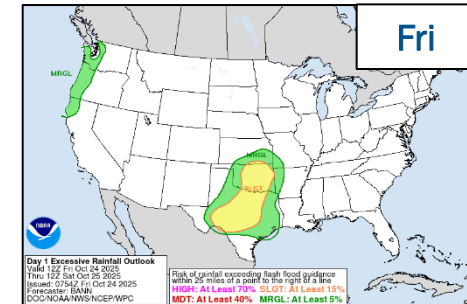 Fri
MRGL
MRGL
SLGT
NOAA
Day 1 Excessive Rainfall Outlook
Valid 12Z Fri Oct 24 2025
Thru 12Z Sat Oct 25 2025
Issued: 0754Z Fri Oct 24 2025
Forecaster: BANN
DOC/NOAA/NWS/NCEP/WPC
Risk of rainfall exceeding flash flood guidance
within 25 miles of a point to the right of a line
HIGH: At Least 70% SLGT: At Least 15%
MDT: At Least 40% MRGL: At Least 5%